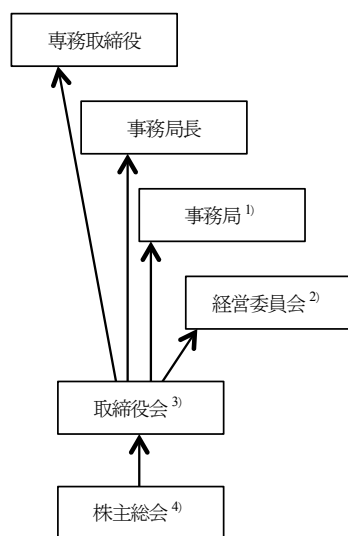 専務取締役
事務局長
事務局 1)
経営委員会 2)
取締役会 3)
株主総会 4)